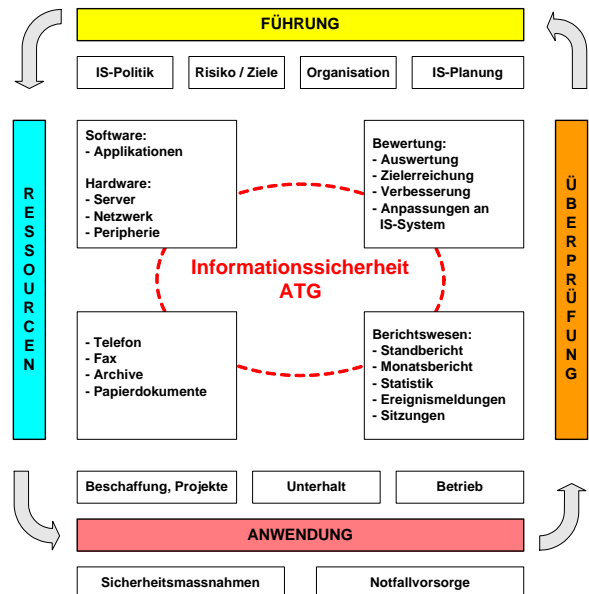 FÜHRUNG
IS-Politik
Risiko / Ziele
Organisation
IS-Planung
RESSOURCEN
Software:
- Applikationen
Hardware:
- Server
- Netzwerk
- Peripherie
Bewertung:
- Auswertung
- Zielerreichung
- Verbesserung
- Anpassungen an
IS-System
ÜBERPRÜFUNG
Informationssicherheit
ATG
- Telefon
- Fax
- Archive
- Papierdokumente
Berichtswesen:
- Standbericht
- Monatsbericht
- Statistik
- Ereignismeldungen
- Sitzungen
Beschaffung, Projekte
Unterhalt
Betrieb
ANWENDUNG
Sicherheitsmassnahmen
Notfallvorsorge